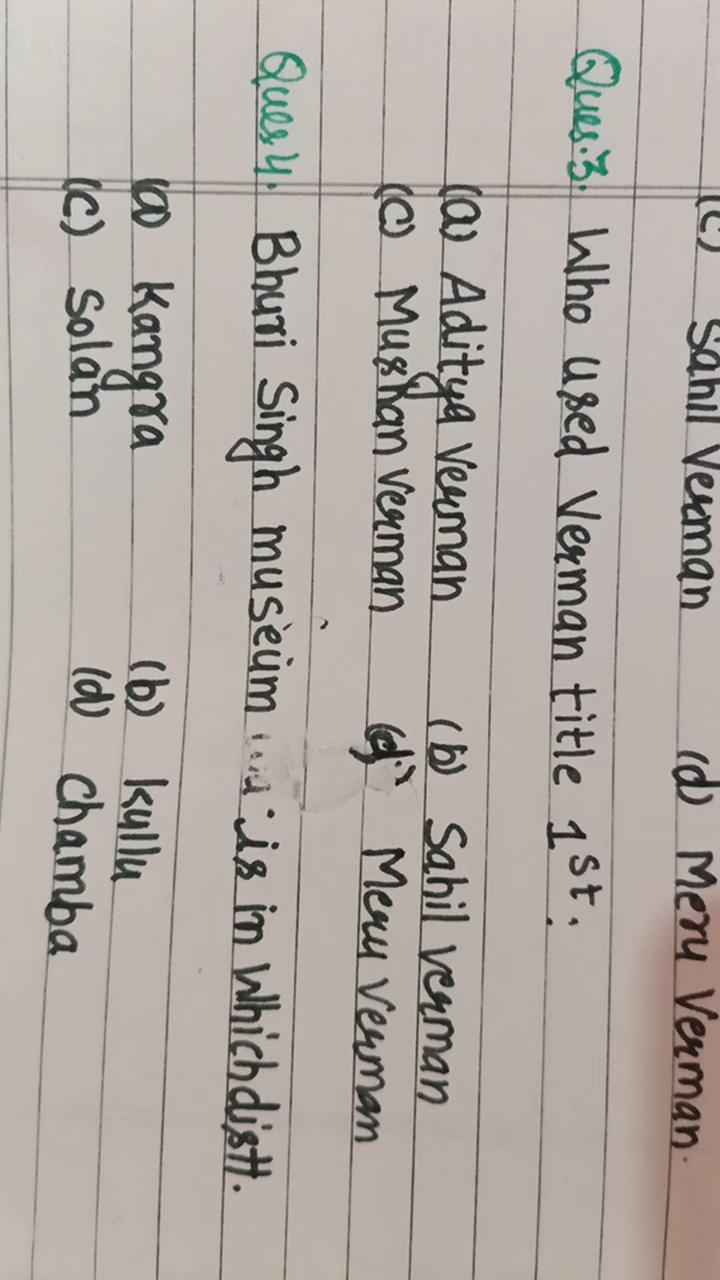 (c) Sahil Verman (d) Meru Verman.
Ques.3. Who used Verman title 1st.
(a) Aditya Verman (b) Sahil Verman
(c) Mushan Verman (d) Meru Verman
Ques 4. Bhuri Singh museum is in which distt.
(a) Kangra (b) Kullu
(c) Solan (d) Chamba